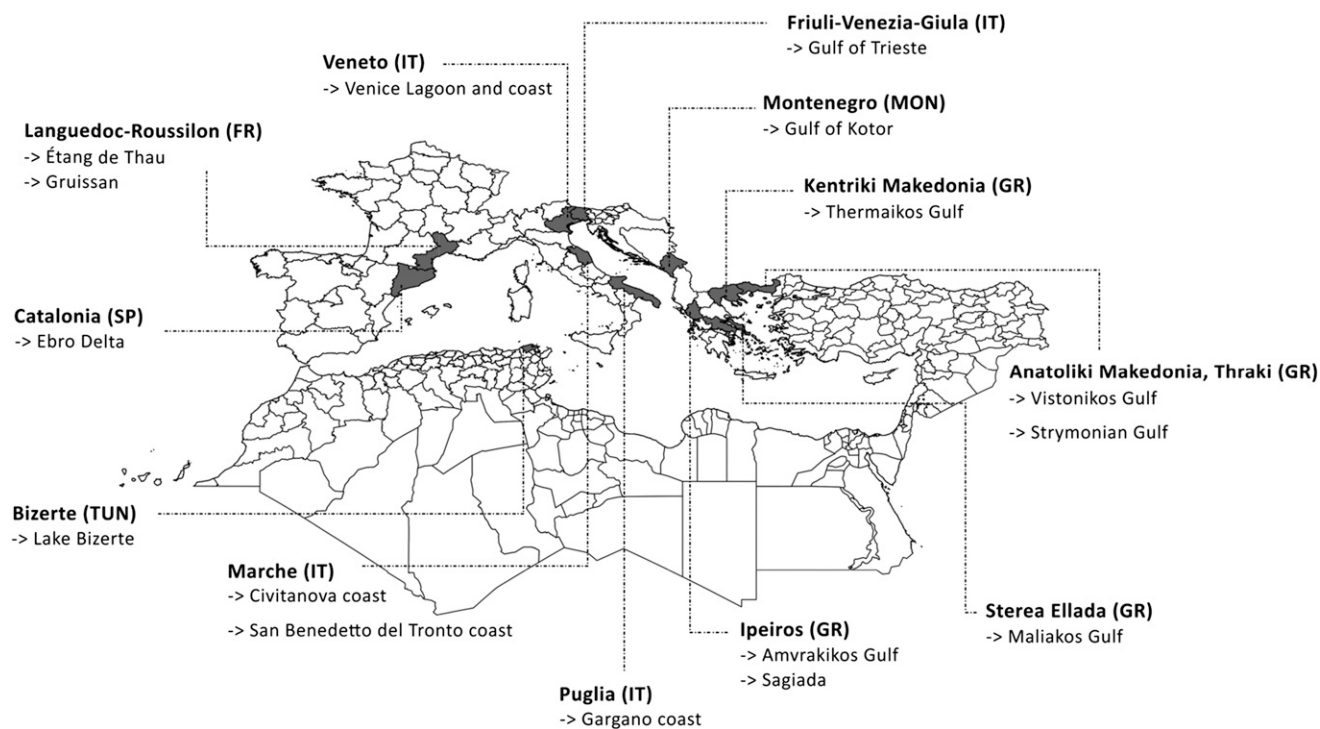 Friuli-Venezia-Giula (IT)
-> Gulf of Trieste
Veneto (IT)
-> Venice Lagoon and coast
Montenegro (MON)
-> Gulf of Kotor
Languedoc-Roussilon (FR)
-> Étang de Thau
-> Gruissan
Kentriki Makedonia (GR)
-> Thermaikos Gulf
Catalonia (SP)
-> Ebro Delta
Anatoliki Makedonia, Thraki (GR)
-> Vistonikos Gulf
-> Strymonian Gulf
Bizerte (TUN)
-> Lake Bizerte
Marche (IT)
-> Civitanova coast
-> San Benedetto del Tronto coast
Sterea Ellada (GR)
-> Maliakos Gulf
Ipeiros (GR)
-> Amvrakikos Gulf
-> Sagiada
Puglia (IT)
-> Gargano coast